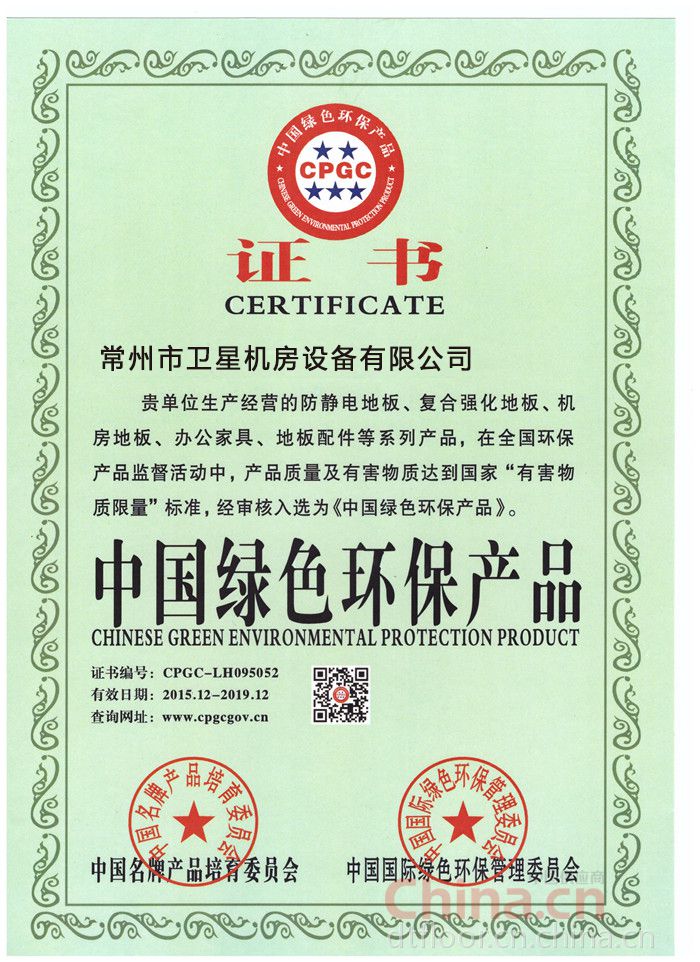 中国绿色环保产品
CPGC
CHINESE GREEN ENVIRONMENTAL PROTECTION PRODUCT
证 书
CERTIFICATE
常州市卫星机房设备有限公司
贵单位生产经营的防静电地板、复合强化地板、机
房地板、办公家具、地板配件等系列产品，在全国环保
产品监督活动中，产品质量及有害物质达到国家“有害物
质限量”标准，经审核入选为《中国绿色环保产品》。
中国绿色环保产品
CHINESE GREEN ENVIRONMENTAL PROTECTION PRODUCT
证书编号：CPGC-LH095052
有效日期：2015.12-2019.12
查询网址：www.cpgcgov.cn
中国名牌产品培育委员会
中国国际绿色环保管理委员会
中国名牌产品培育委员会
中国国际绿色环保管理委员会
China.cn
dtfloor.cn.china.cn